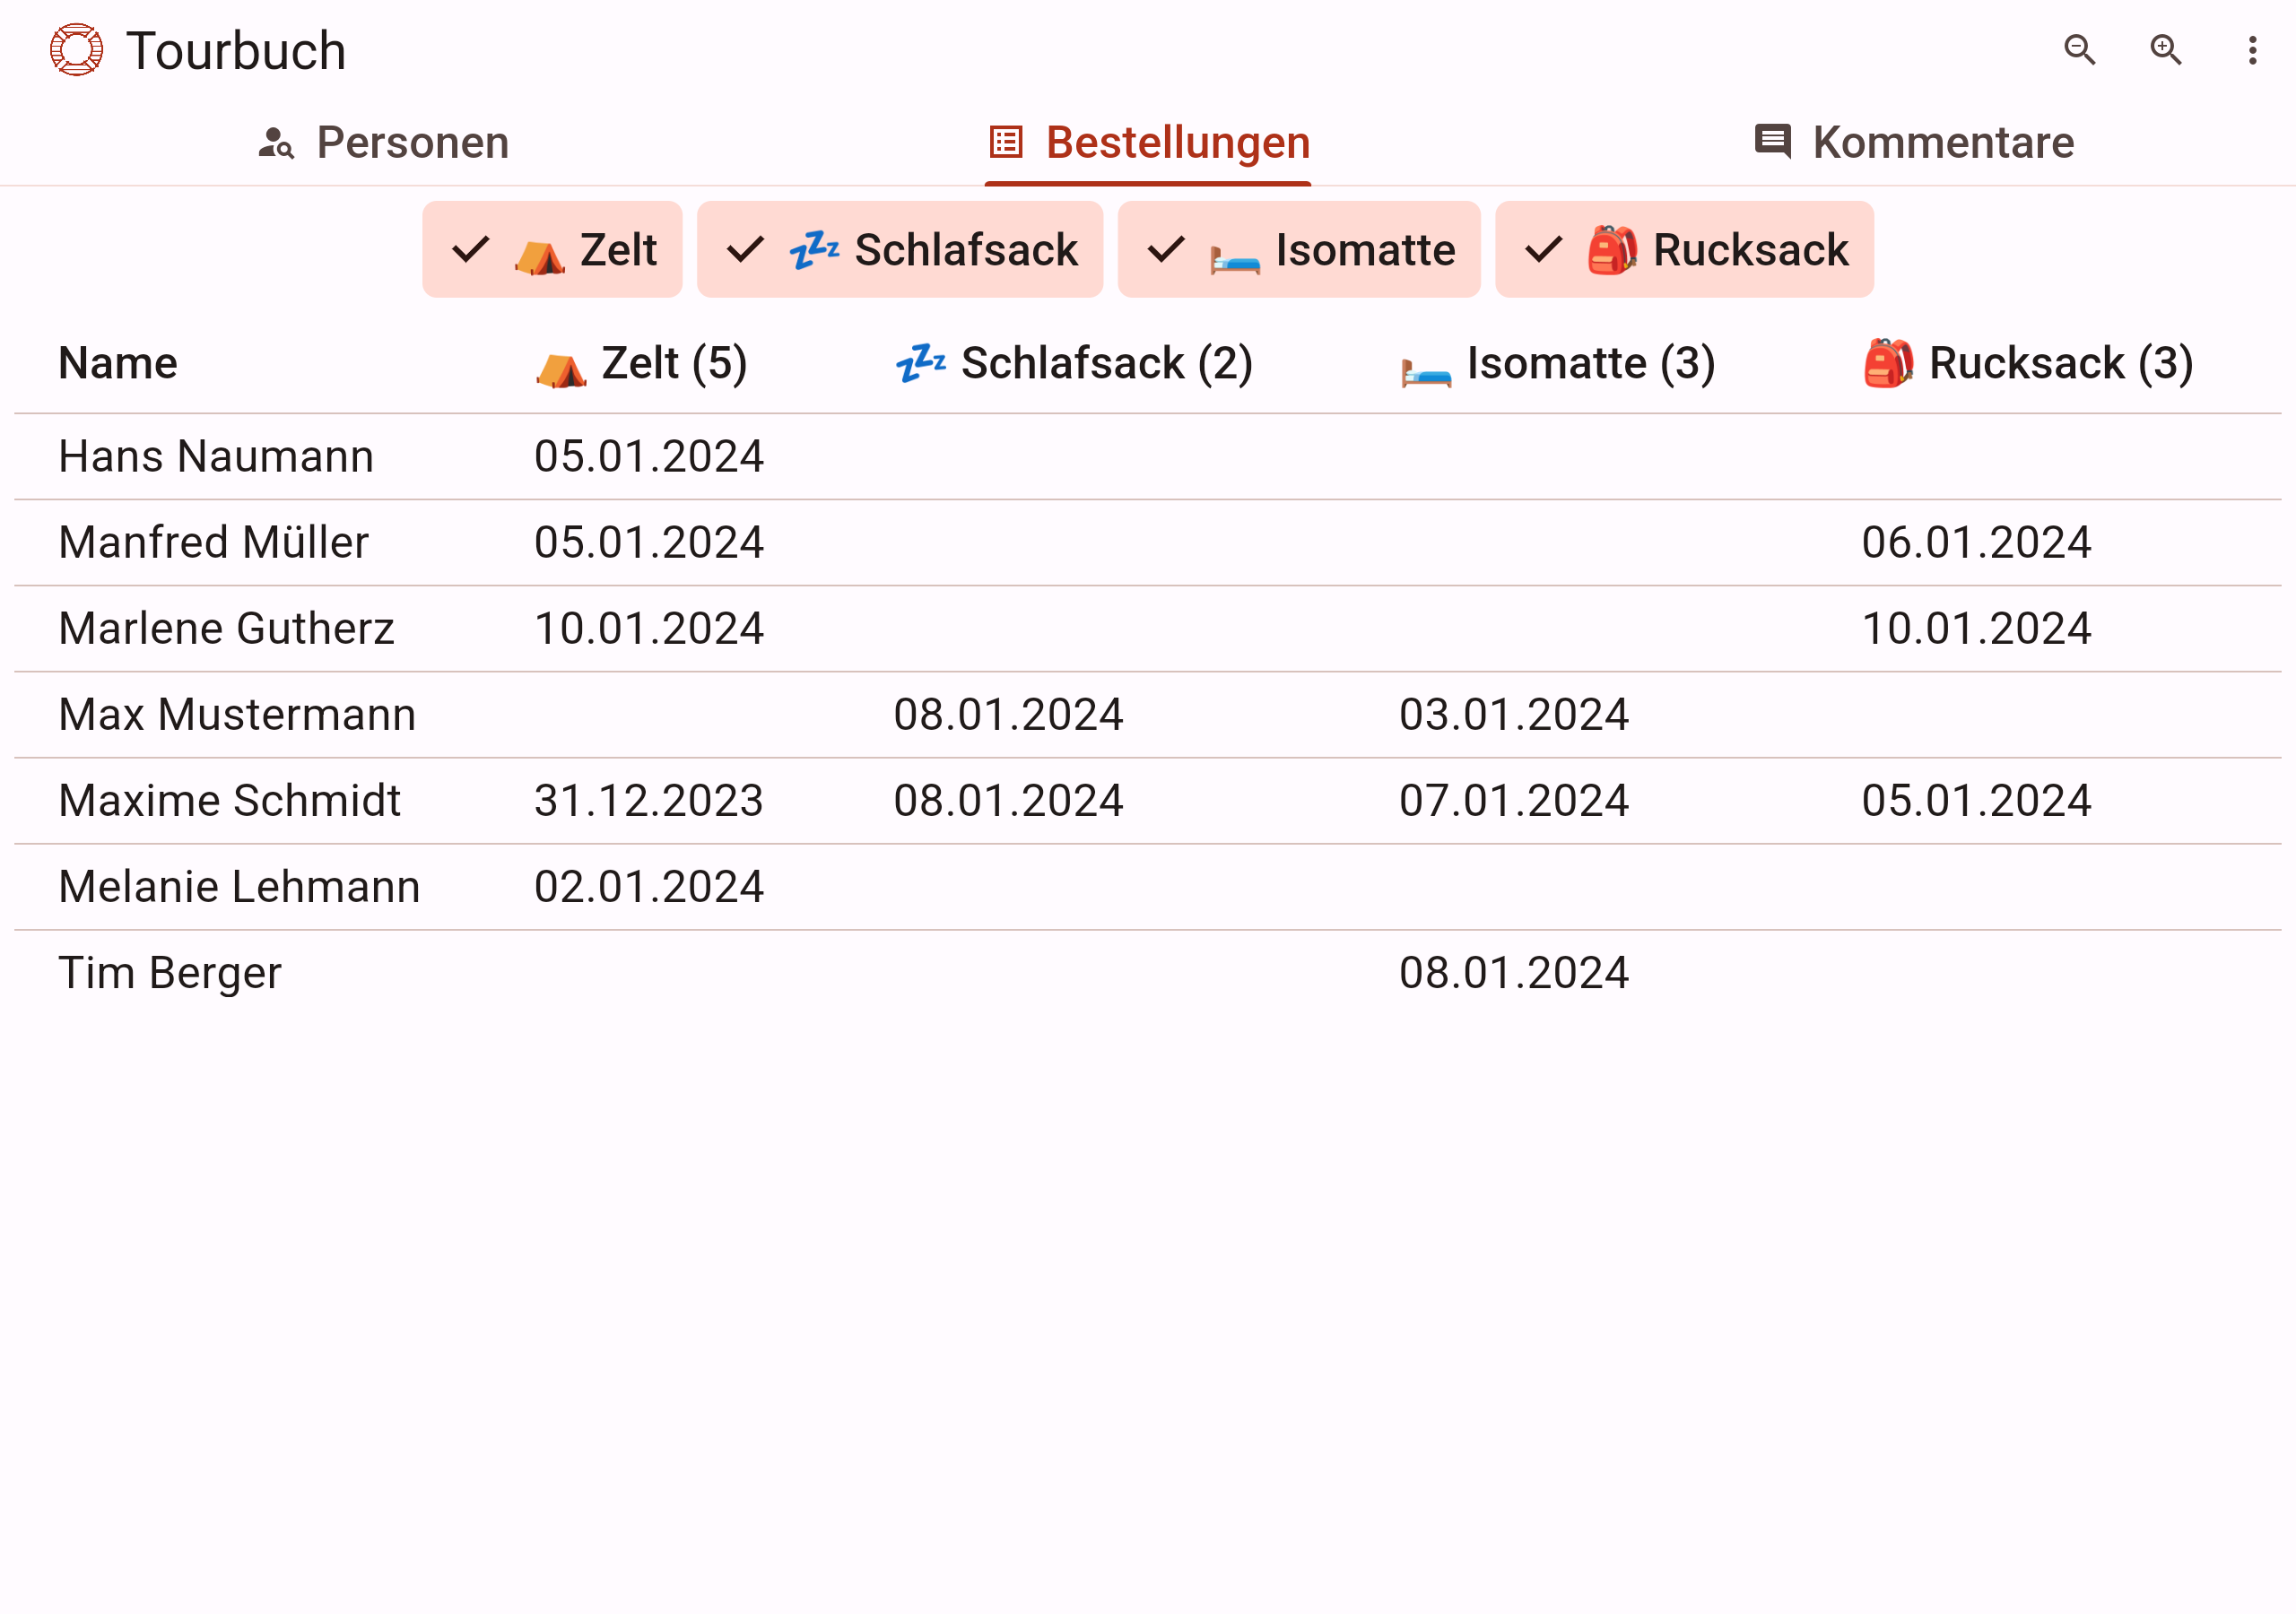 Tourbuch
Personen Bestellungen Kommentare
Zelt Schlafsack Isomatte Rucksack
Name Zelt (5) Schlafsack (2) Isomatte (3) Rucksack (3)
Hans Naumann 05.01.2024
Manfred Müller 05.01.2024 06.01.2024
Marlene Gutherz 10.01.2024 10.01.2024
Max Mustermann 08.01.2024 03.01.2024
Maxime Schmidt 31.12.2023 08.01.2024 07.01.2024 05.01.2024
Melanie Lehmann 02.01.2024
Tim Berger 08.01.2024